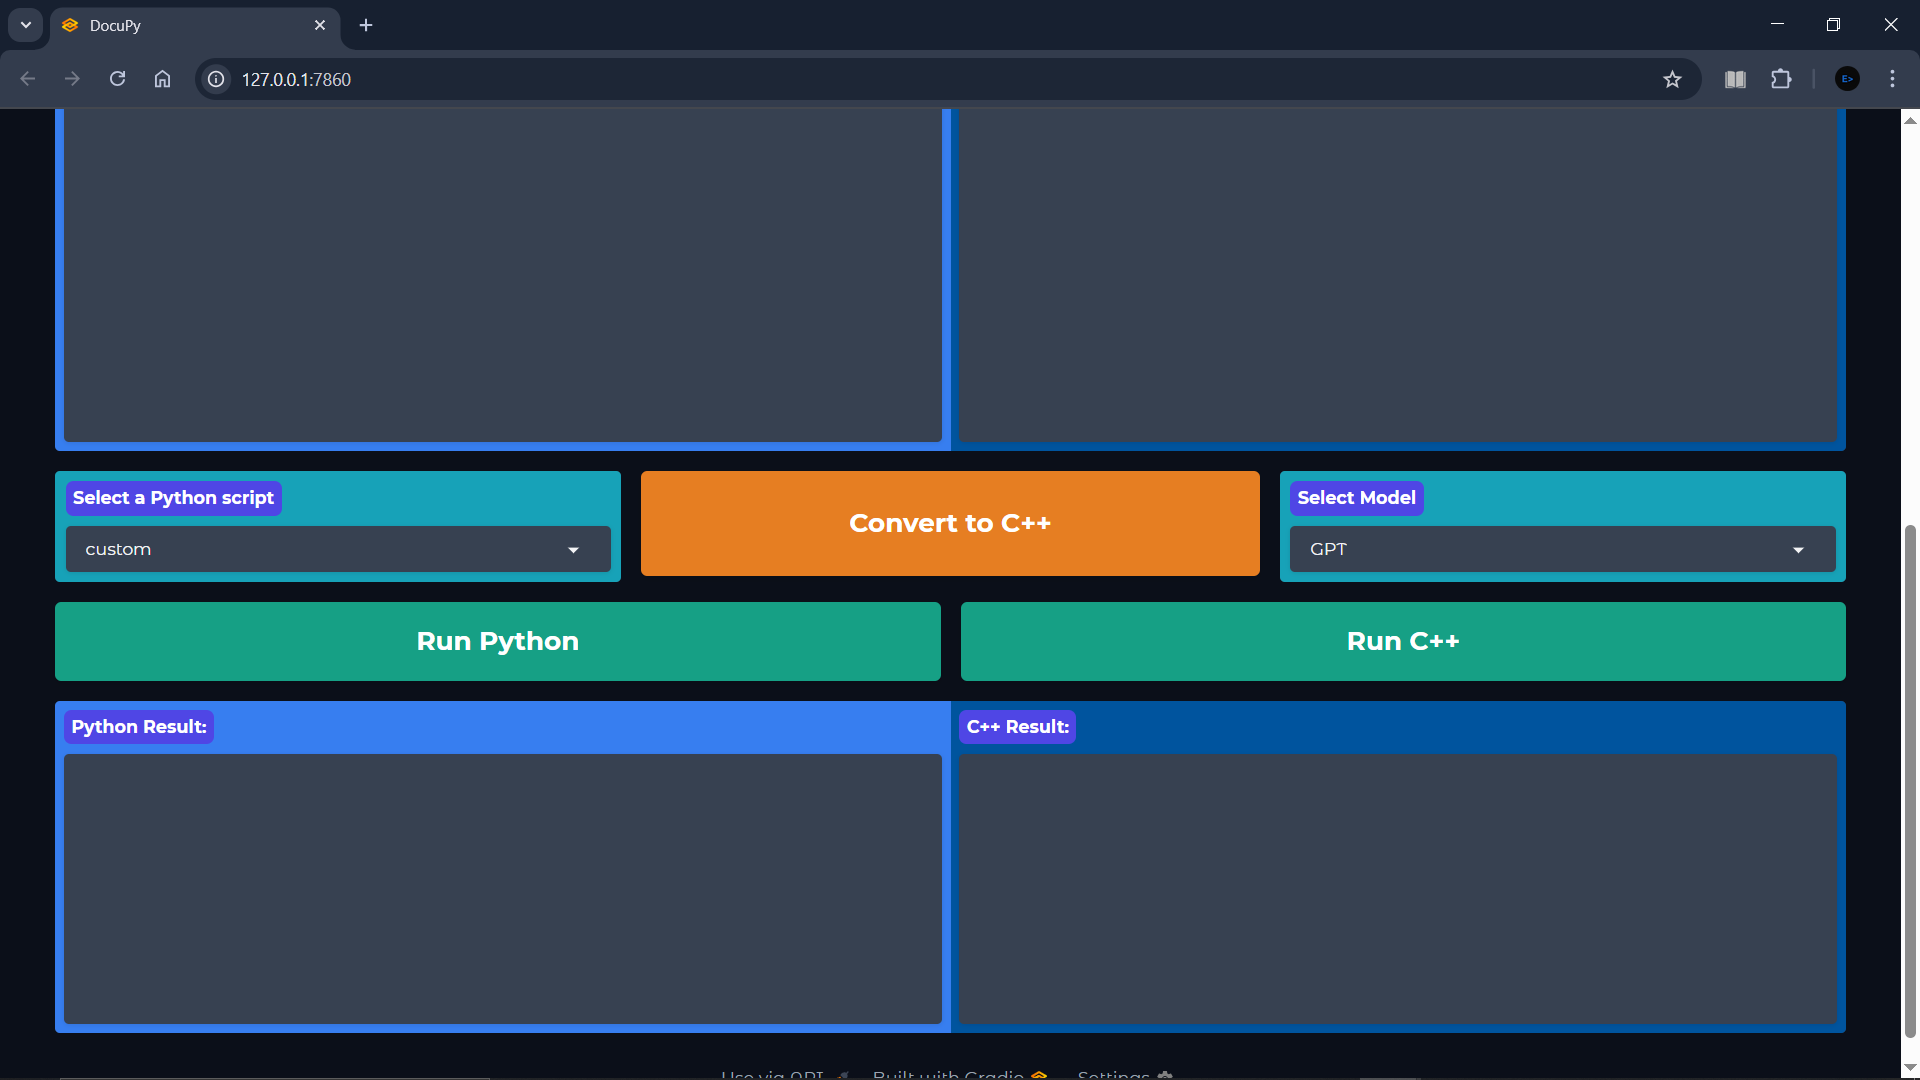 DocuPy
127.0.0.1:7860
E>
Select a Python script
custom
Convert to C++
Select Model
GPT
Run Python
Run C++
Python Result:
C++ Result:
Use via API
Built with Gradio
Settings